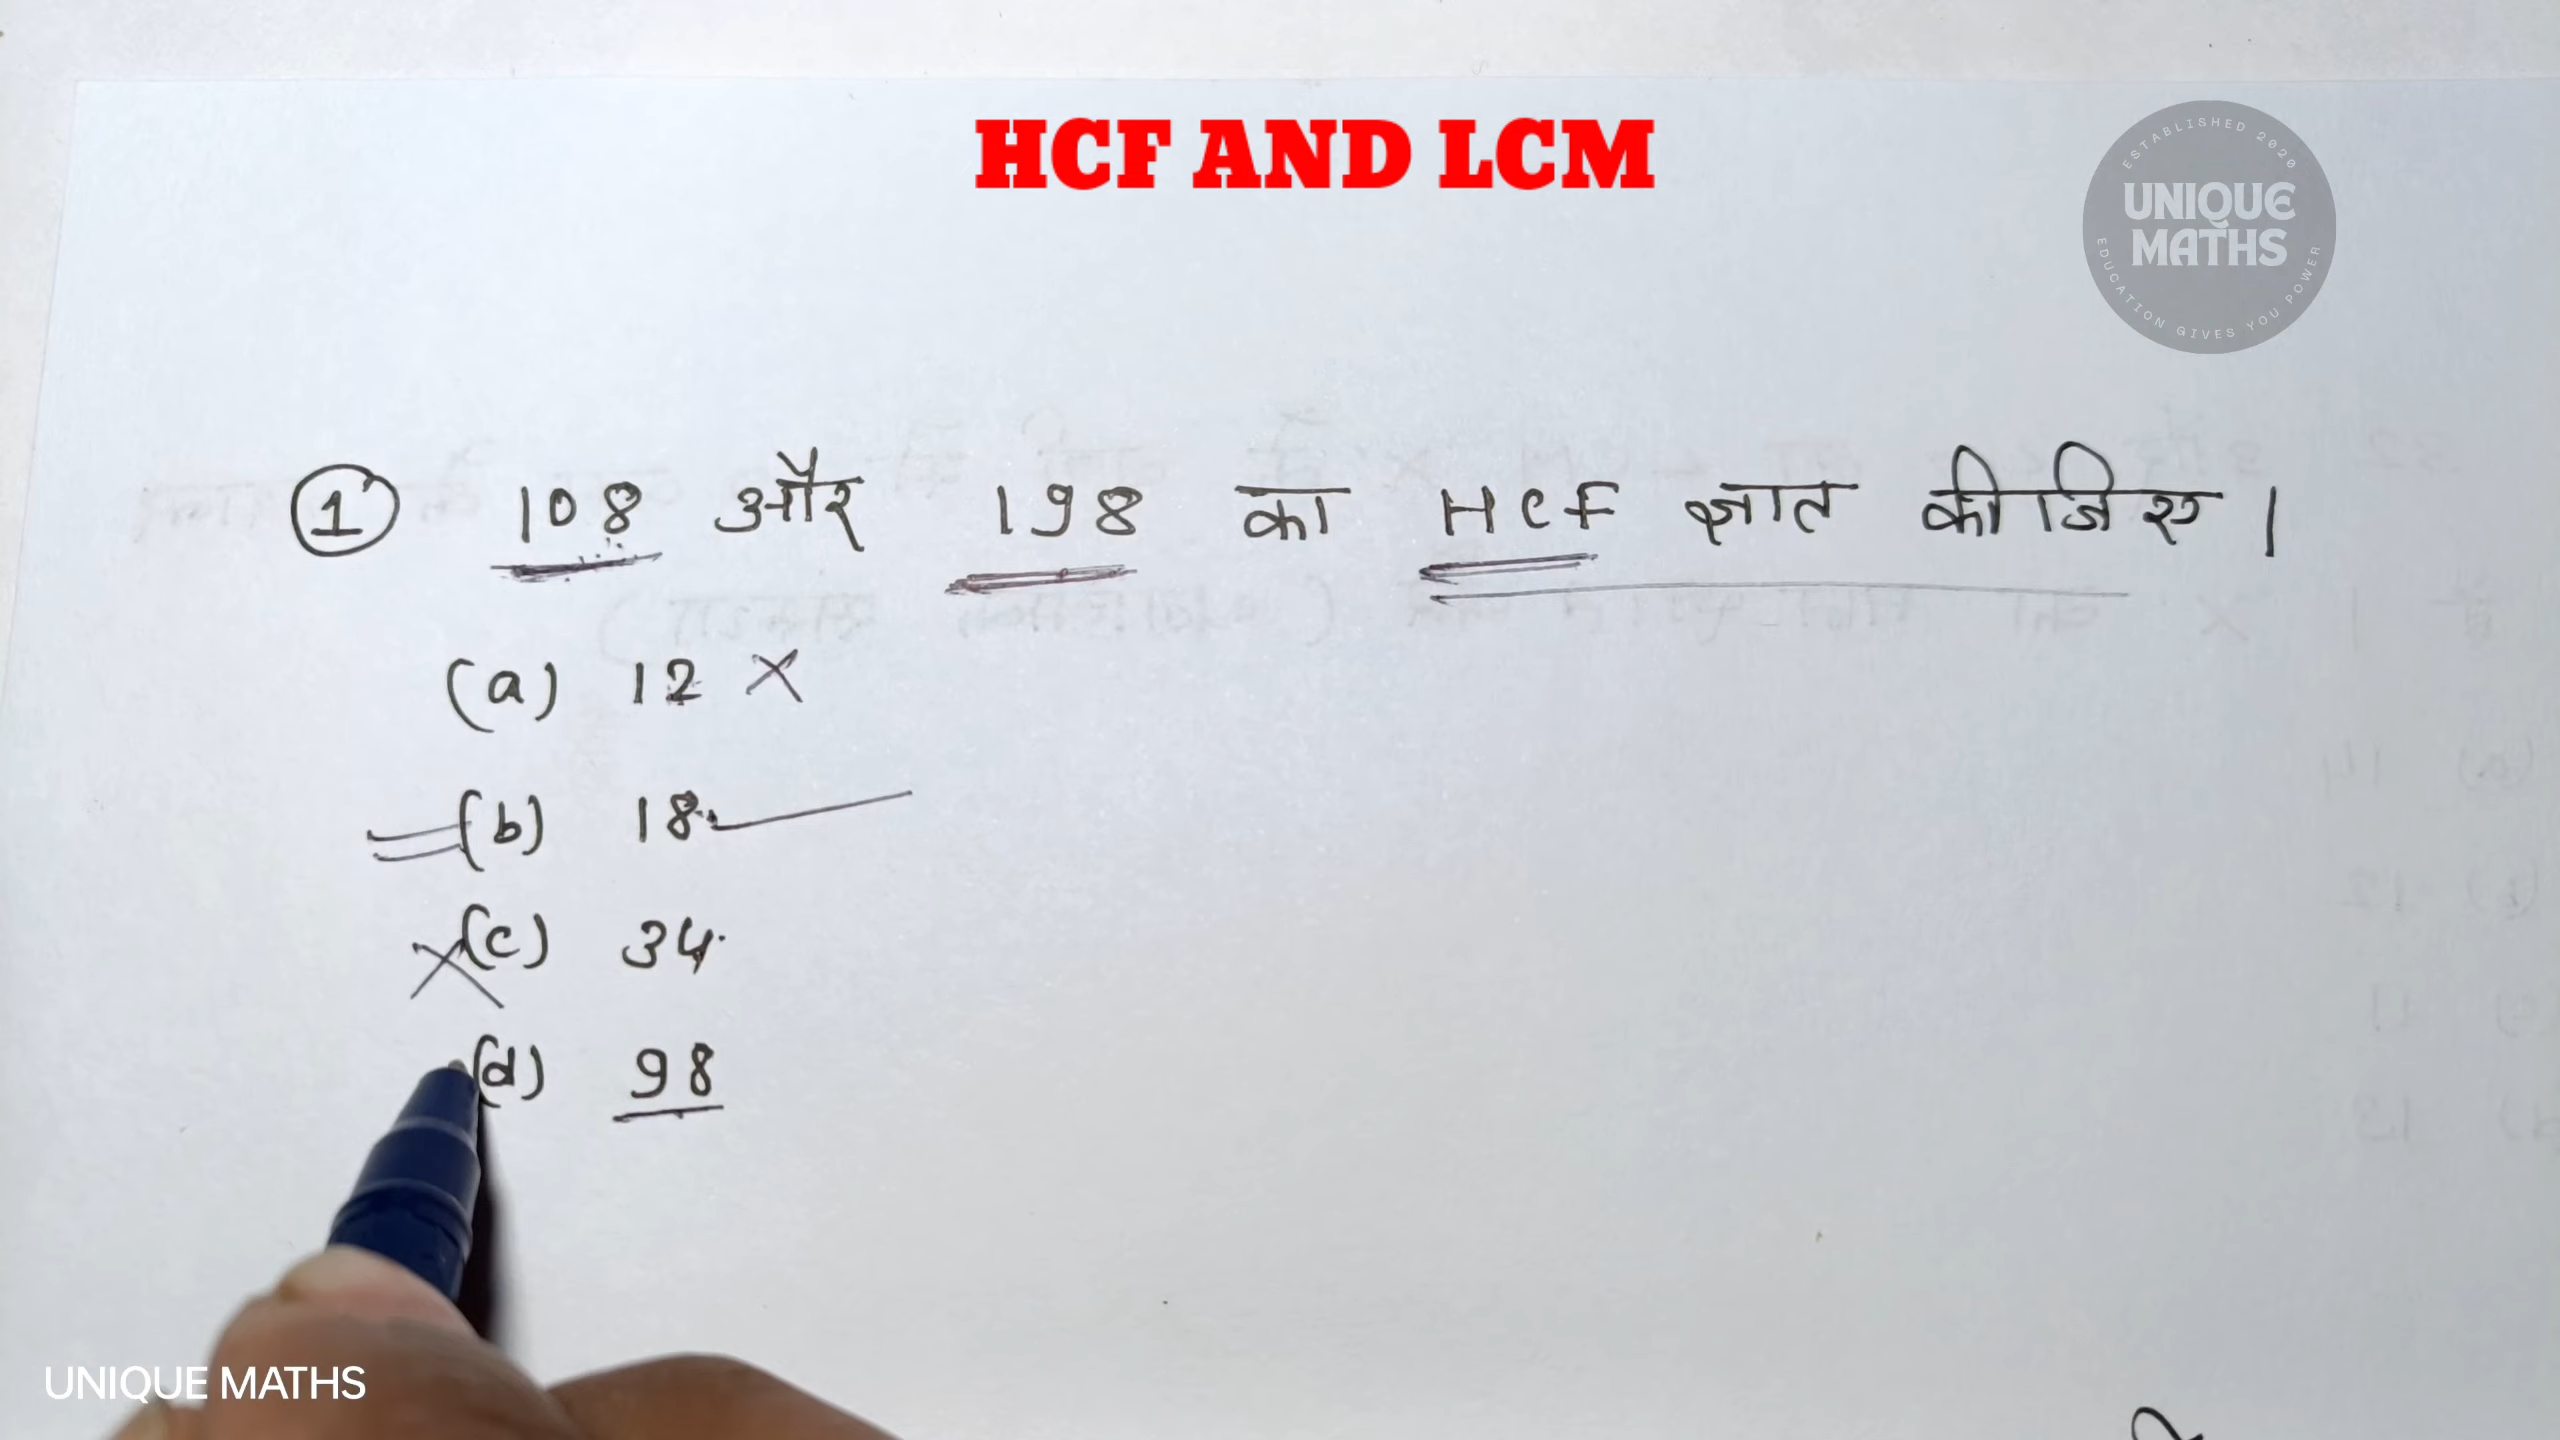 HCF AND LCM
ESTABLISHED 2020
UNIQUE
MATHS
EDUCATION GIVES YOU POWER
① 108 और 198 का HCF ज्ञात कीजिए।
(a) 12 ×
(b) 18
(c) 34
(d) 98
UNIQUE MATHS